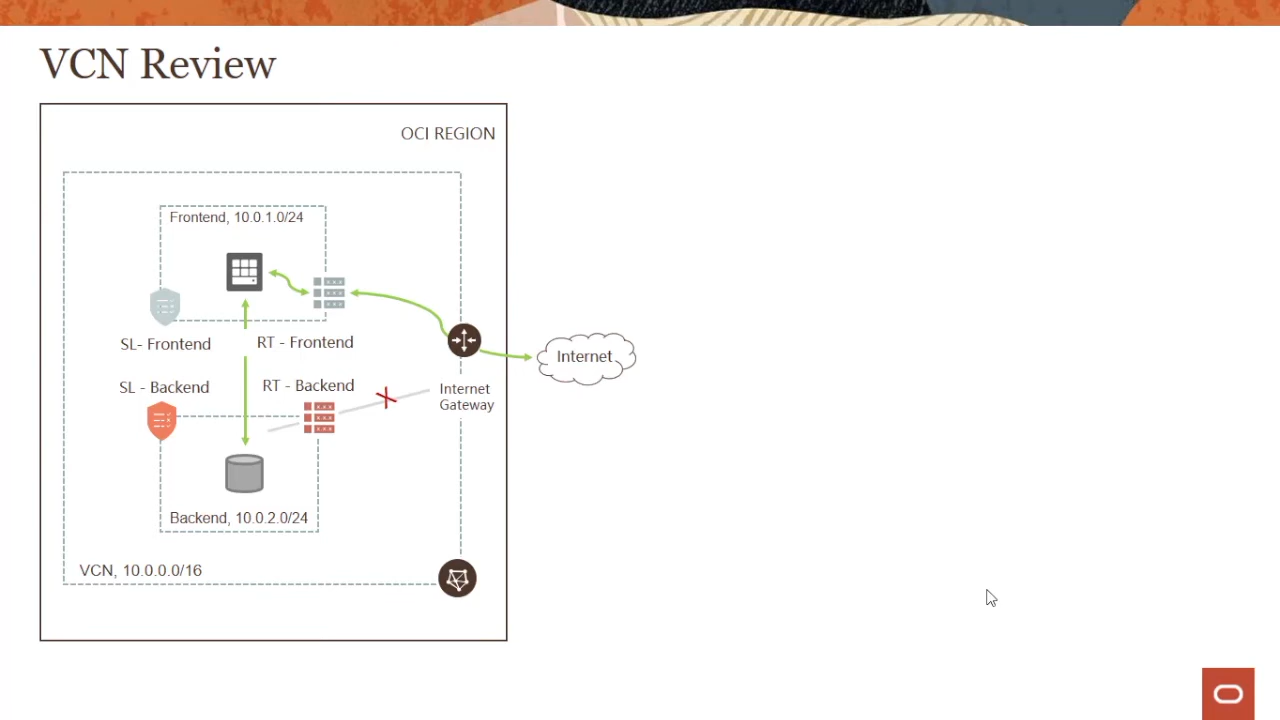 VCN Review
OCI REGION
Frontend, 10.0.1.0/24
SL- Frontend
RT - Frontend
Internet
SL - Backend
RT - Backend
Internet
Gateway
Backend, 10.0.2.0/24
VCN, 10.0.0.0/16